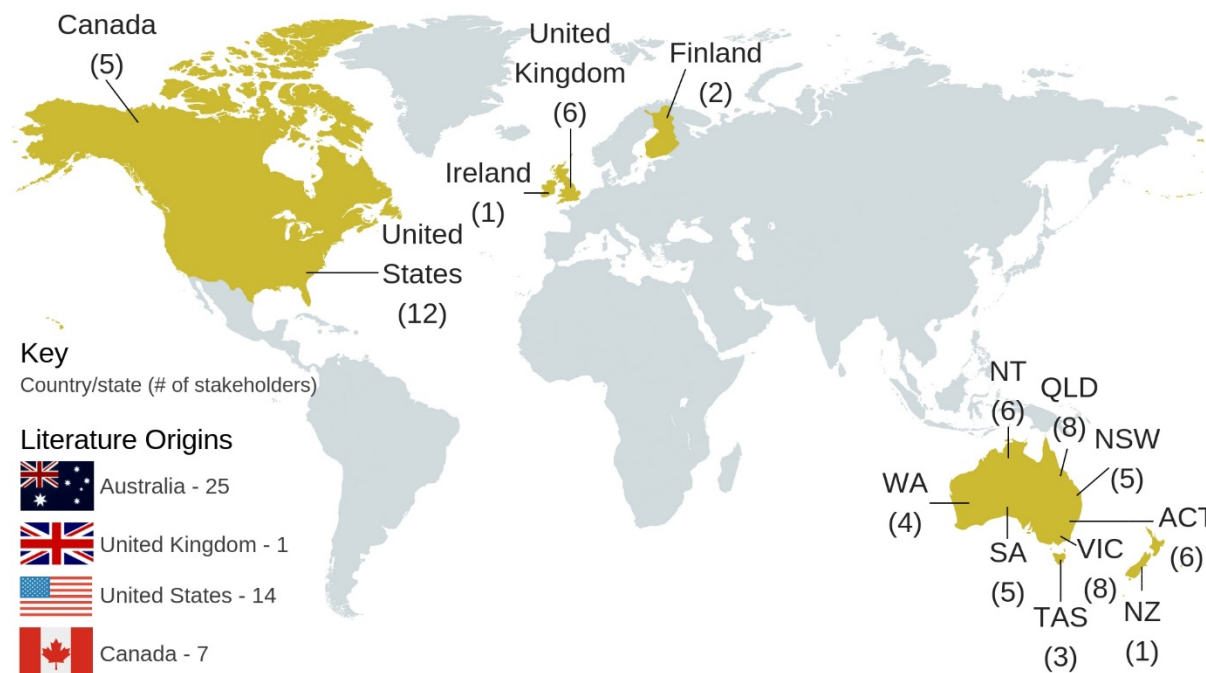 Canada
(5)
United
Kingdom
(6)
Finland
(2)
Ireland
(1)
United
States
(12)
Key
Country/state (# of stakeholders)
Literature Origins
Australia - 25
United Kingdom - 1
United States - 14
Canada - 7
NT
(6)
QLD
(8)
NSW
(5)
WA
(4)
ACT
(6)
SA
(5)
VIC
(8)
TAS
(3)
NZ
(1)